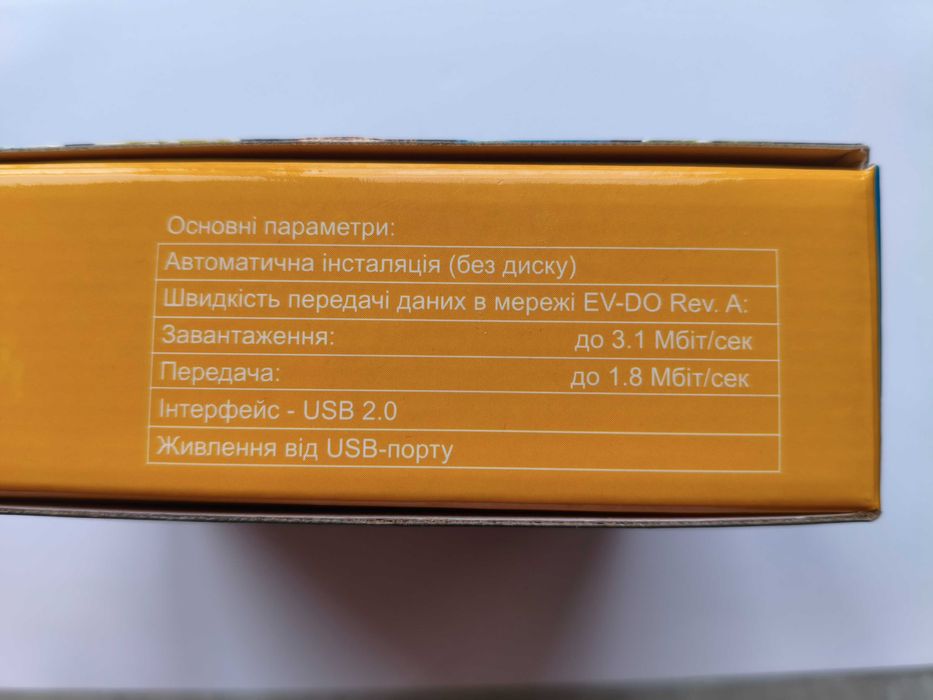 Основні параметри:
Автоматична інсталяція (без диску)
Швидкість передачі даних в мережі EV-DO Rev. A:
Завантаження: до 3.1 Мбіт/сек
Передача: до 1.8 Мбіт/сек
Інтерфейс - USB 2.0
Живлення від USB-порту